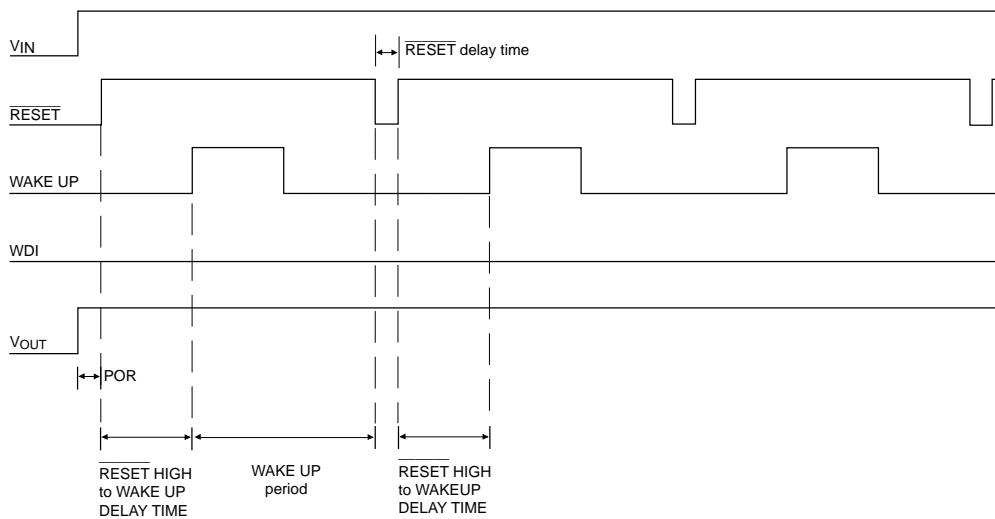 VIN
RESET delay time
RESET
WAKE UP
WDI
VOUT
POR
RESET HIGH
to WAKE UP
DELAY TIME
WAKE UP
period
RESET HIGH
to WAKEUP
DELAY TIME